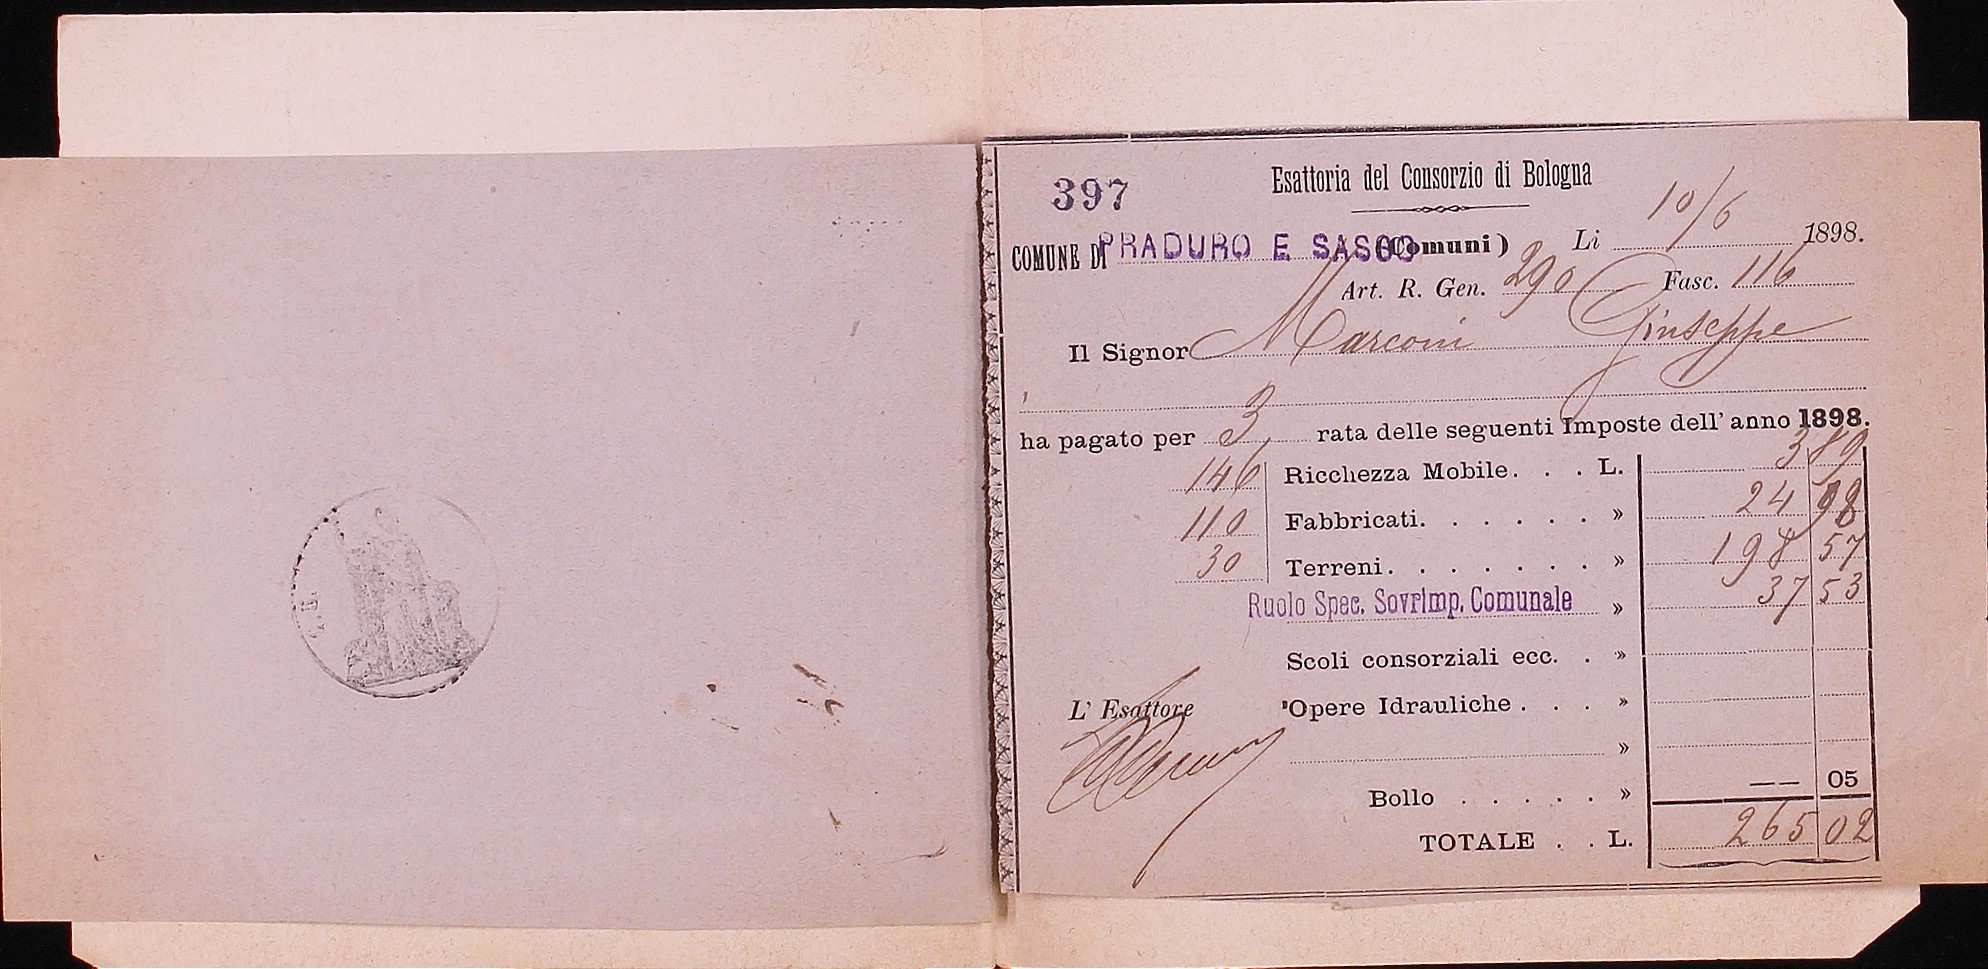 Esattoria del Consorzio di Bologna
397
COMUNE DI PRADURO E SASSO (Comuni) Li 10/6 1898.
Art. R. Gen. 290 Fasc. 116
Il Signor Marconi Giuseppe
ha pagato per 3 rata delle seguenti Imposte dell' anno 1898.
146 Ricchezza Mobile. . . L. 3 89
110 Fabbricati. . . . . . . » 24 98
30 Terreni. . . . . . . . » 198 57
Ruolo Spec. Sovrimp. Comunale » 37 53
Scoli consorziali ecc. . »
L' Esattore Opere Idrauliche . . . »
»
Bollo . . . . . » — — 05
TOTALE . . L. 265 02